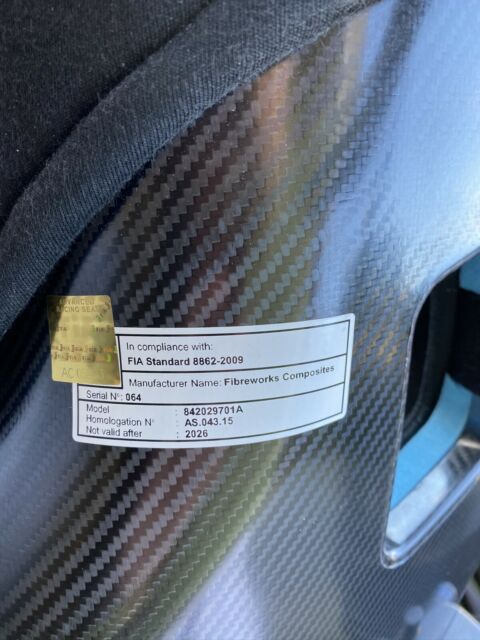 ADVANCED
RACING SEAT
In compliance with:
FIA Standard 8862-2009
Manufacturer Name: Fibreworks Composites
Serial N°: 064
Model : 842029701A
Homologation N° : AS.043.15
Not valid after : 2026